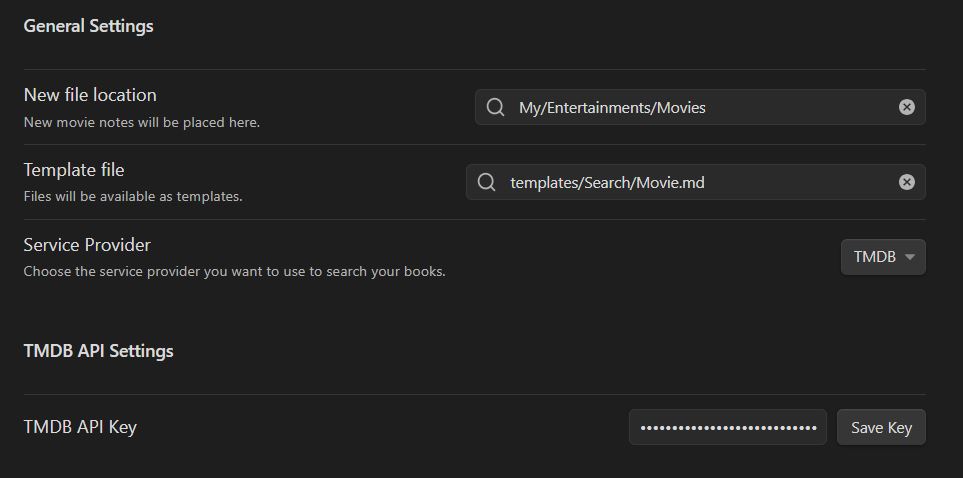 General Settings
New file location
New movie notes will be placed here.
My/Entertainments/Movies
Template file
Files will be available as templates.
templates/Search/Movie.md
Service Provider
Choose the service provider you want to use to search your books.
TMDB
TMDB API Settings
TMDB API Key
••••••••••••••••••••••••••••
Save Key